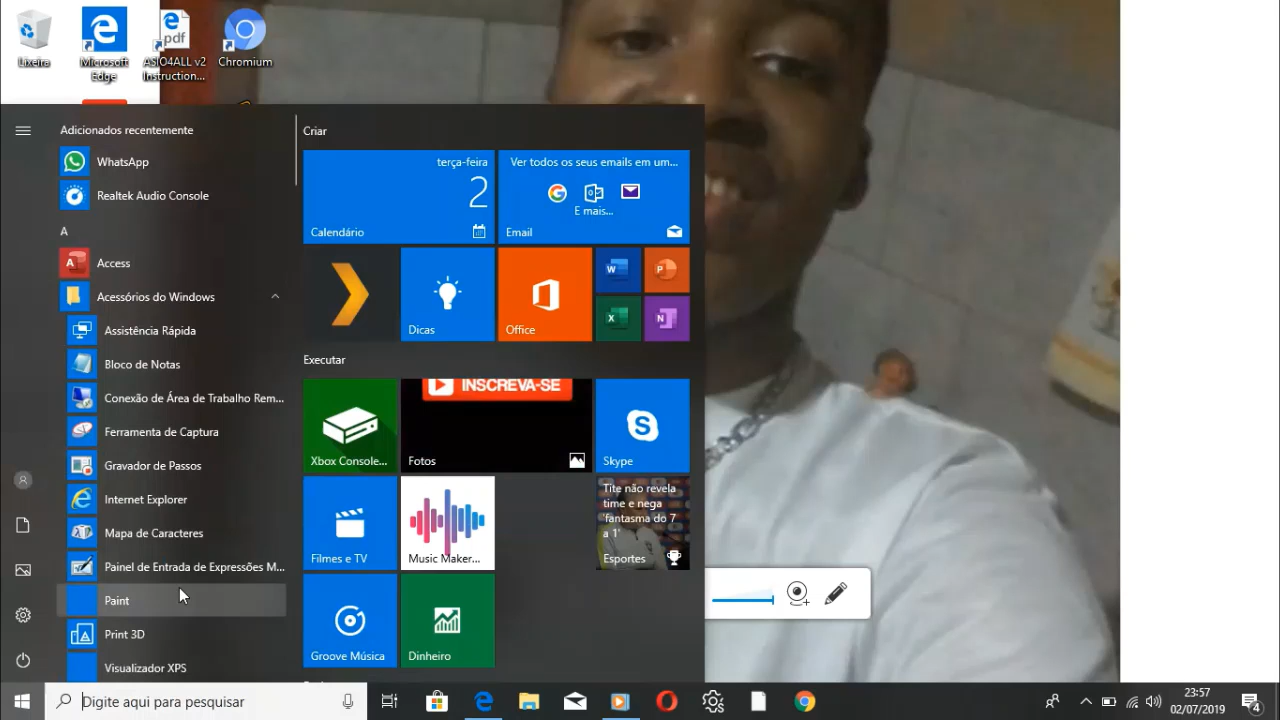 Lixeira
Microsoft
Edge
pdf
ASIO4ALL v2
Instruction...
Chromium
Adicionados recentemente
WhatsApp
Realtek Audio Console
A
Access
Acessórios do Windows
Assistência Rápida
Bloco de Notas
Conexão de Área de Trabalho Rem...
Ferramenta de Captura
Gravador de Passos
Internet Explorer
Mapa de Caracteres
Painel de Entrada de Expressões M...
Paint
Print 3D
Visualizador XPS
Criar
terça-feira
2
Calendário
Ver todos os seus emails em um...
E mais...
Email
Dicas
Office
Executar
Xbox Console...
INSCREVA-SE
Fotos
Skype
Filmes e TV
Music Maker...
Tite não revela
time e nega
'fantasma do 7
a 1'
Esportes
Groove Música
Dinheiro
Digite aqui para pesquisar
23:57
02/07/2019
4